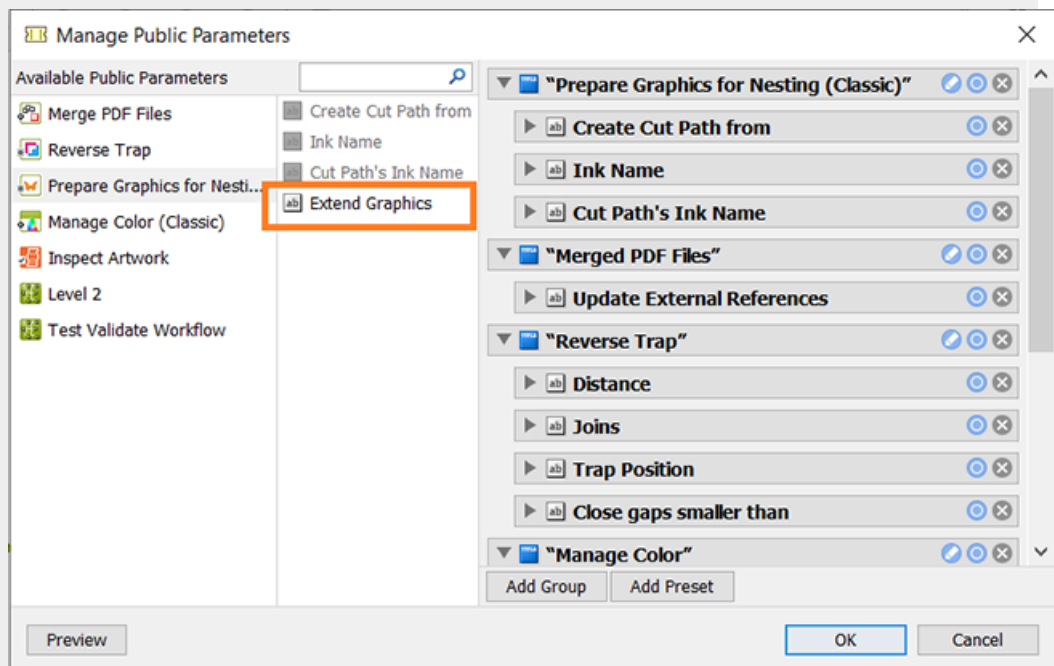 Manage Public Parameters
Available Public Parameters
Merge PDF Files
Reverse Trap
Prepare Graphics for Nesti...
Manage Color (Classic)
Inspect Artwork
Level 2
Test Validate Workflow
Create Cut Path from
Ink Name
Cut Path's Ink Name
Extend Graphics
"Prepare Graphics for Nesting (Classic)"
Create Cut Path from
Ink Name
Cut Path's Ink Name
"Merged PDF Files"
Update External References
"Reverse Trap"
Distance
Joins
Trap Position
Close gaps smaller than
"Manage Color"
Add Group Add Preset
Preview OK Cancel